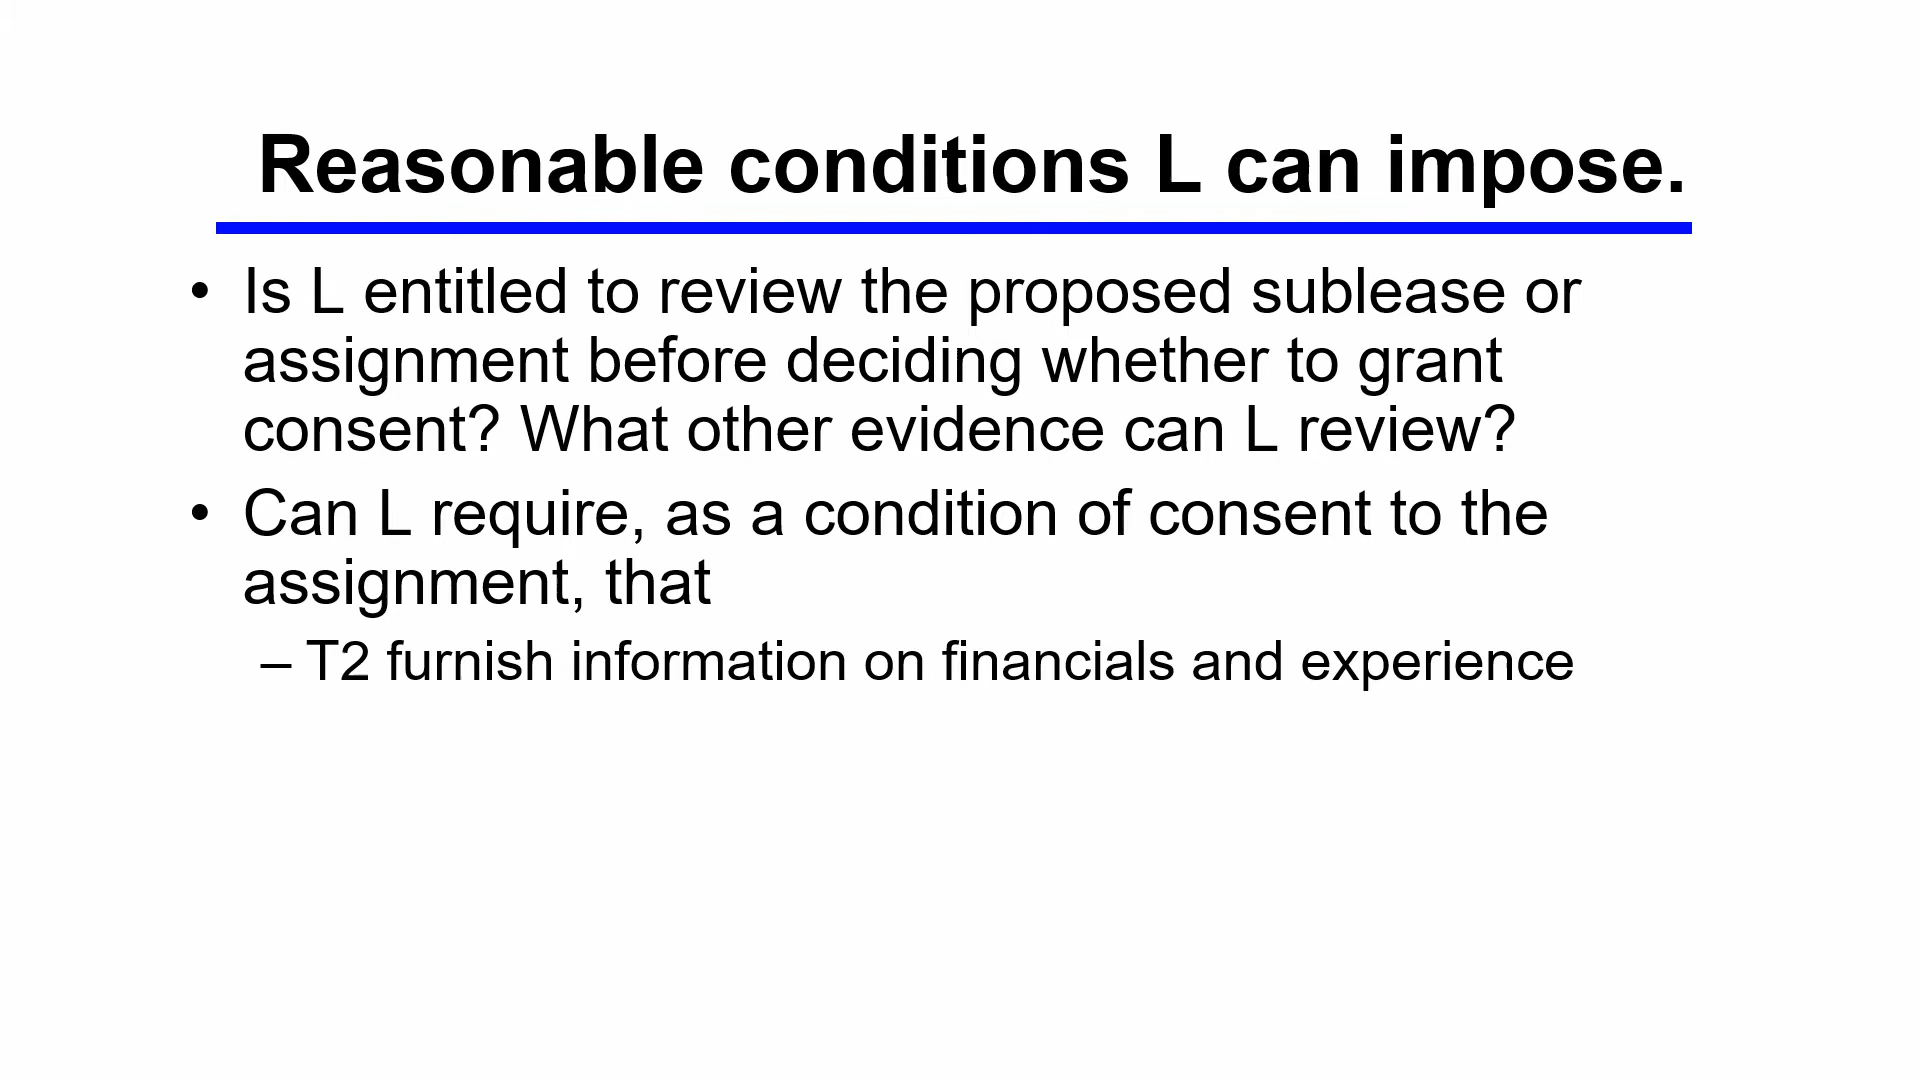 Reasonable conditions L can impose.
• Is L entitled to review the proposed sublease or
assignment before deciding whether to grant
consent? What other evidence can L review?
• Can L require, as a condition of consent to the
assignment, that
– T2 furnish information on financials and experience